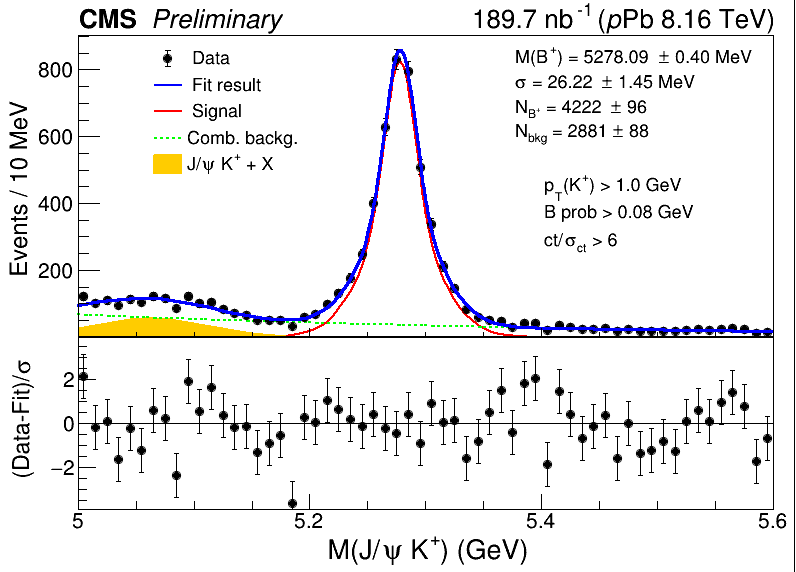 CMS Preliminary 189.7 nb⁻¹ (pPb 8.16 TeV)
Data
Fit result
Signal
Comb. backg.
J/ψ K⁺ + X
M(B⁺) = 5278.09 ± 0.40 MeV
σ = 26.22 ± 1.45 MeV
N_B⁺ = 4222 ± 96
N_bkg = 2881 ± 88
p_T(K⁺) > 1.0 GeV
B prob > 0.08 GeV
ct/σ_ct > 6
Events / 10 MeV
800
600
400
200
(Data-Fit)/σ
2
0
−2
5 5.2 5.4 5.6
M(J/ψ K⁺) (GeV)